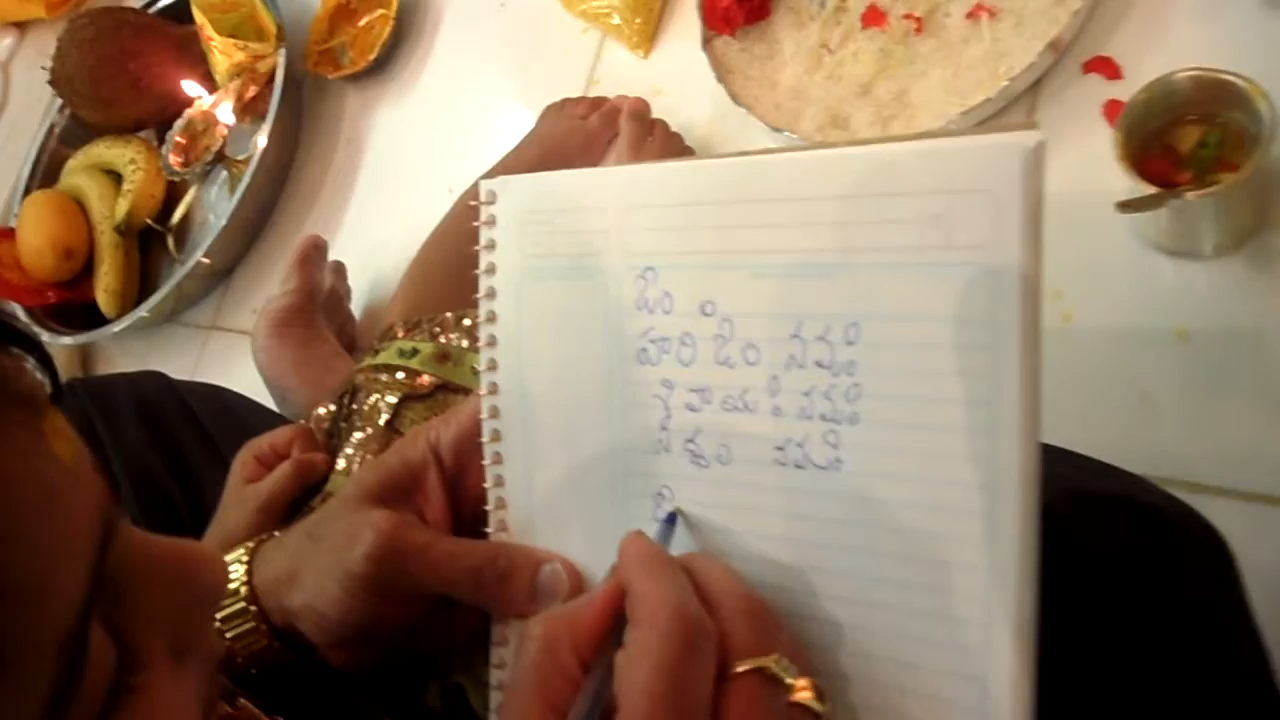 ఓం
హరి ఓం నమః
శివాయ నమః
సిద్ధం నమః